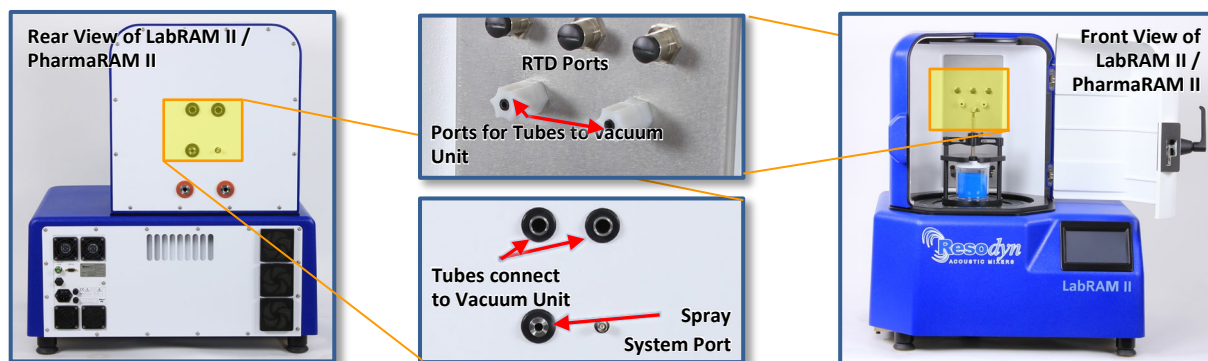 Rear View of LabRAM II /
PharmaRAM II
RTD Ports
Ports for Tubes to Vacuum
Unit
Tubes connect
to Vacuum Unit
Spray
System Port
Front View of
LabRAM II /
PharmaRAM II
Resodyn
ACOUSTIC MIXERS
LabRAM II